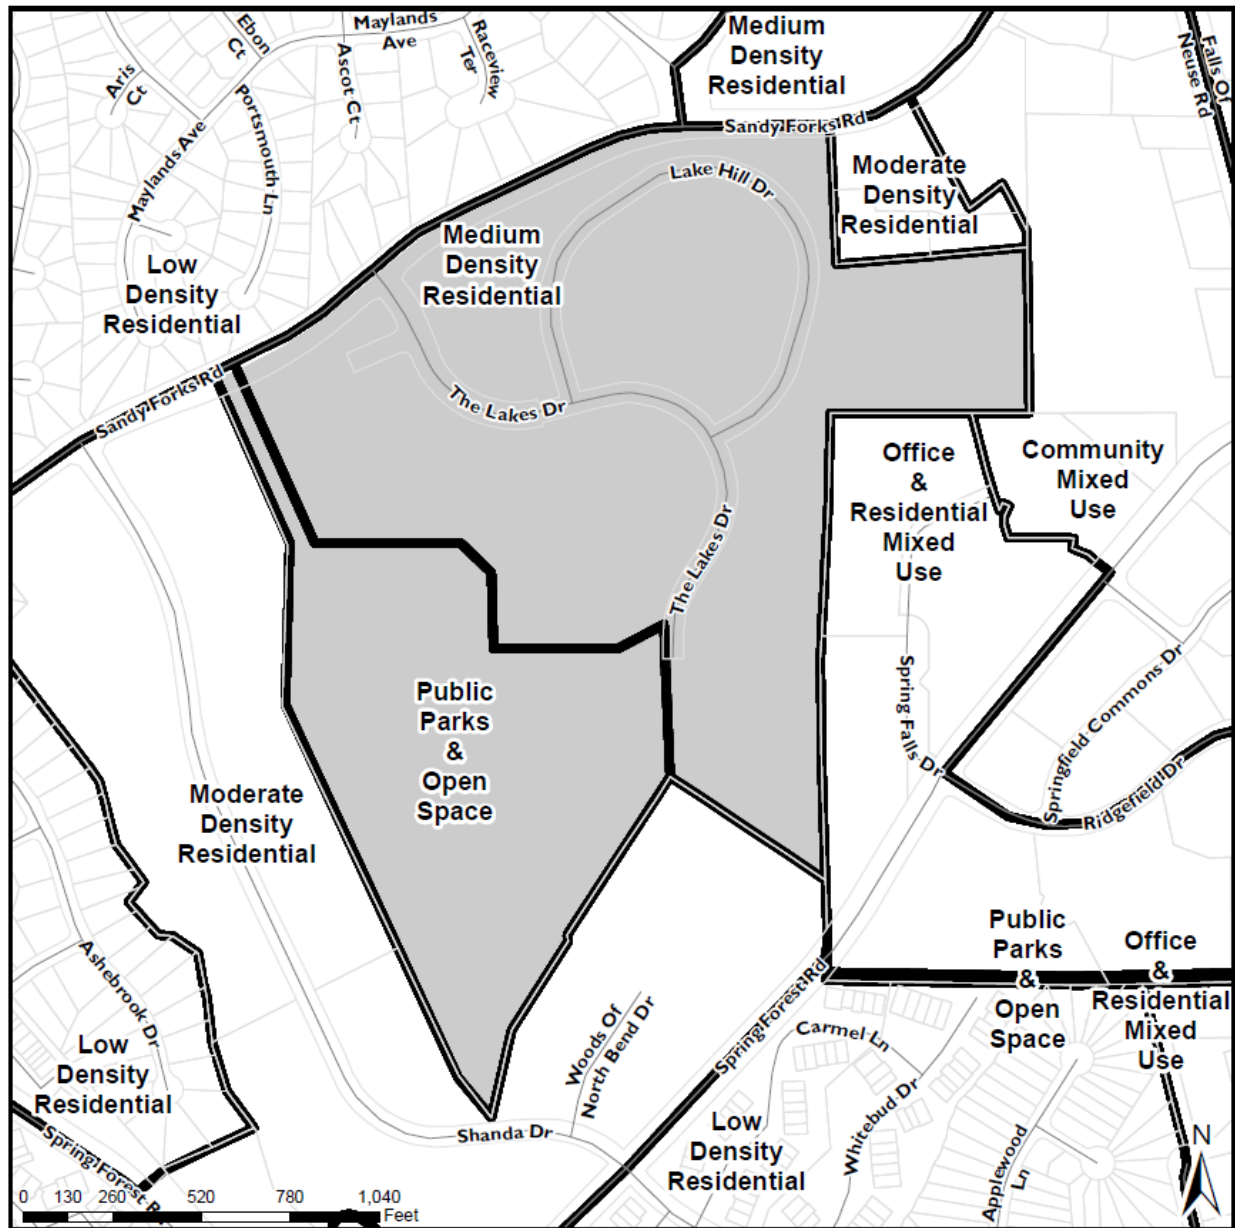 Ebon
Ct
Maylands
Ave
Raceview
Ter
Ascot Ct
Aris
Ct
Portsmouth Ln
Maylands Ave
Medium
Density
Residential
Falls Of
Neuse Rd
Sandy Forks Rd
Lake Hill Dr
Moderate
Density
Residential
Medium
Density
Residential
Low
Density
Residential
Sandy Forks Rd
The Lakes Dr
Office
&
Residential
Mixed
Use
Community
Mixed
Use
The Lakes Dr
Spring Falls Dr
Springfield Commons Dr
Ridgefield Dr
Public
Parks
&
Open
Space
Moderate
Density
Residential
Public
Parks
&
Open
Space
Office
&
Residential
Mixed
Use
Ashebrook Dr
Woods Of
North Bend Dr
Spring Forest Rd
Carmel Ln
Whitebud Dr
Applewood
Ln
Low
Density
Residential
Shanda Dr
Low
Density
Residential
Spring Forest Rd
N
0 130 260 520 780 1,040
Feet